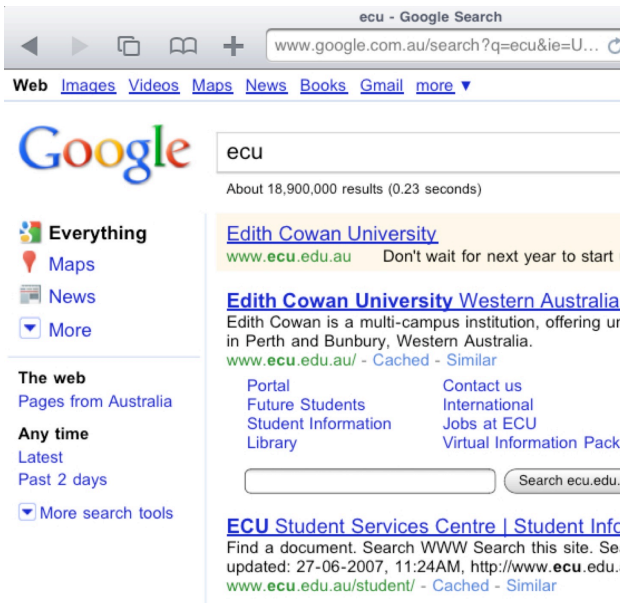 ecu - Google Search
www.google.com.au/search?q=ecu&ie=U...
Web Images Videos Maps News Books Gmail more ▼
Google
ecu
About 18,900,000 results (0.23 seconds)
Everything
Maps
News
More
The web
Pages from Australia
Any time
Latest
Past 2 days
More search tools
Edith Cowan University
www.ecu.edu.au Don't wait for next year to start
Edith Cowan University Western Australia
Edith Cowan is a multi-campus institution, offering
in Perth and Bunbury, Western Australia.
www.ecu.edu.au/ - Cached - Similar
Portal Contact us
Future Students International
Student Information Jobs at ECU
Library Virtual Information Pack
Search ecu.edu.
ECU Student Services Centre | Student Info
Find a document. Search WWW Search this site. Se
updated: 27-06-2007, 11:24AM, http://www.ecu.edu.
www.ecu.edu.au/student/ - Cached - Similar